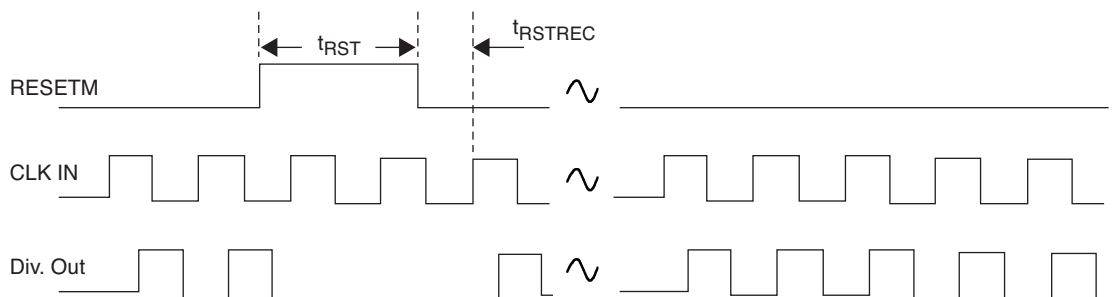 tRST
tRSTREC
RESETM
CLK IN
Div. Out